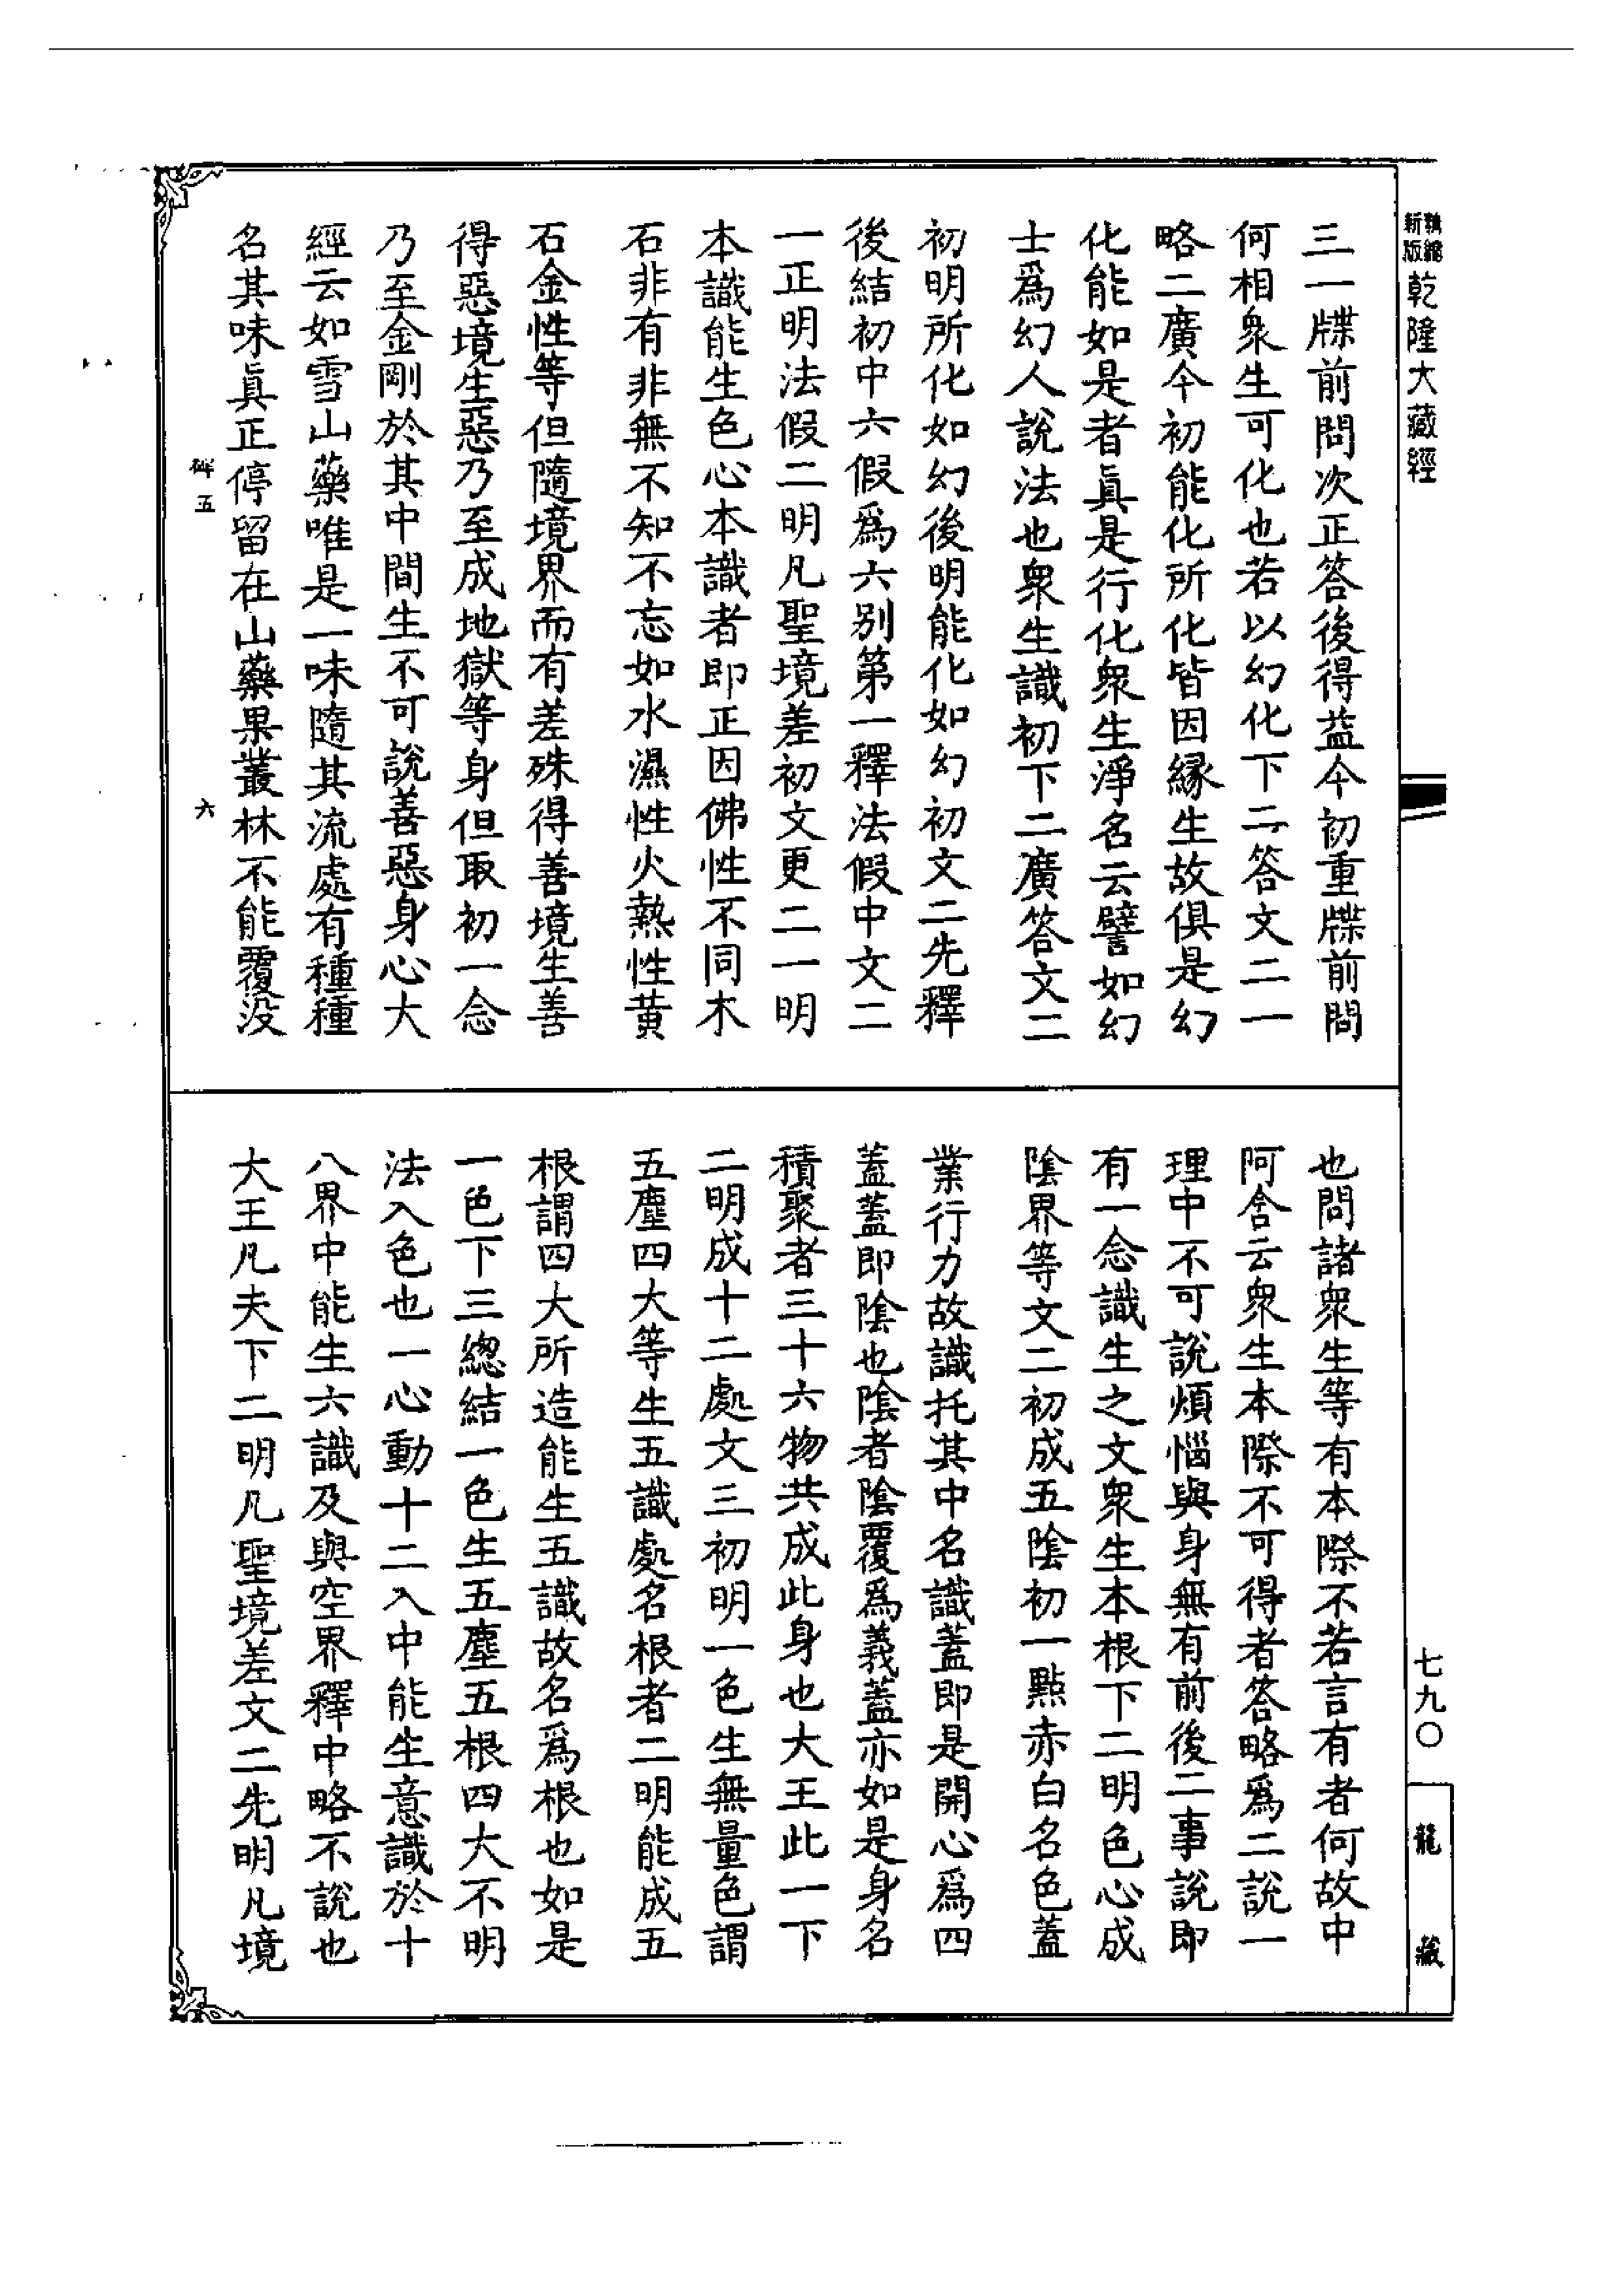 新版
縮
乾隆大藏經
三一牒前問次正答後得益今初重牒前問
何相衆生可化也若以幻化下二答文二一
略二廣今初能化所化皆因緣生故俱是幻
化能如是者眞是行化衆生淨名云譬如幻
士爲幻人說法也衆生識初下二廣答文二
初明所化如幻後明能化如幻初文二先釋
後結初中六假爲六別第一釋法假中文二
一正明法假二明凡聖境差初文更二一明
本識能生色心本識者即正因佛性不同木
石非有非無不知不忘如水濕性火熱性黃
石金性等但隨境界而有差殊得善境生善
得惡境生惡乃至成地獄等身但取初一念
乃至金剛於其中間生不可說善惡身心大
經云如雪山藥唯是一味隨其流處有種種
名其味眞正停留在山藥果叢林不能覆没
碑五
六
也問諸衆生等有本際不若言有者何故中
阿含云衆生本際不可得者答略爲二說一
理中不可說煩惱與身無有前後二事說即
有一念識生之文衆生本根下二明色心成
陰界等文二初成五陰初一點赤白名色蓋
業行力故識托其中名識蓋即是開心爲四
蓋蓋即陰也陰者陰覆爲義蓋亦如是身名
積聚者三十六物共成此身也大王此一下
二明成十二處文三初明一色生無量色謂
五塵四大等生五識處名根者二明能成五
根謂四大所造能生五識故名爲根也如是
一色下三總結一色生五塵五根四大不明
法入色也一心動十二入中能生意識於十
八界中能生六識及與空界釋中略不說也
大王凡夫下二明凡聖境差文二先明凡境
七九〇
龍藏